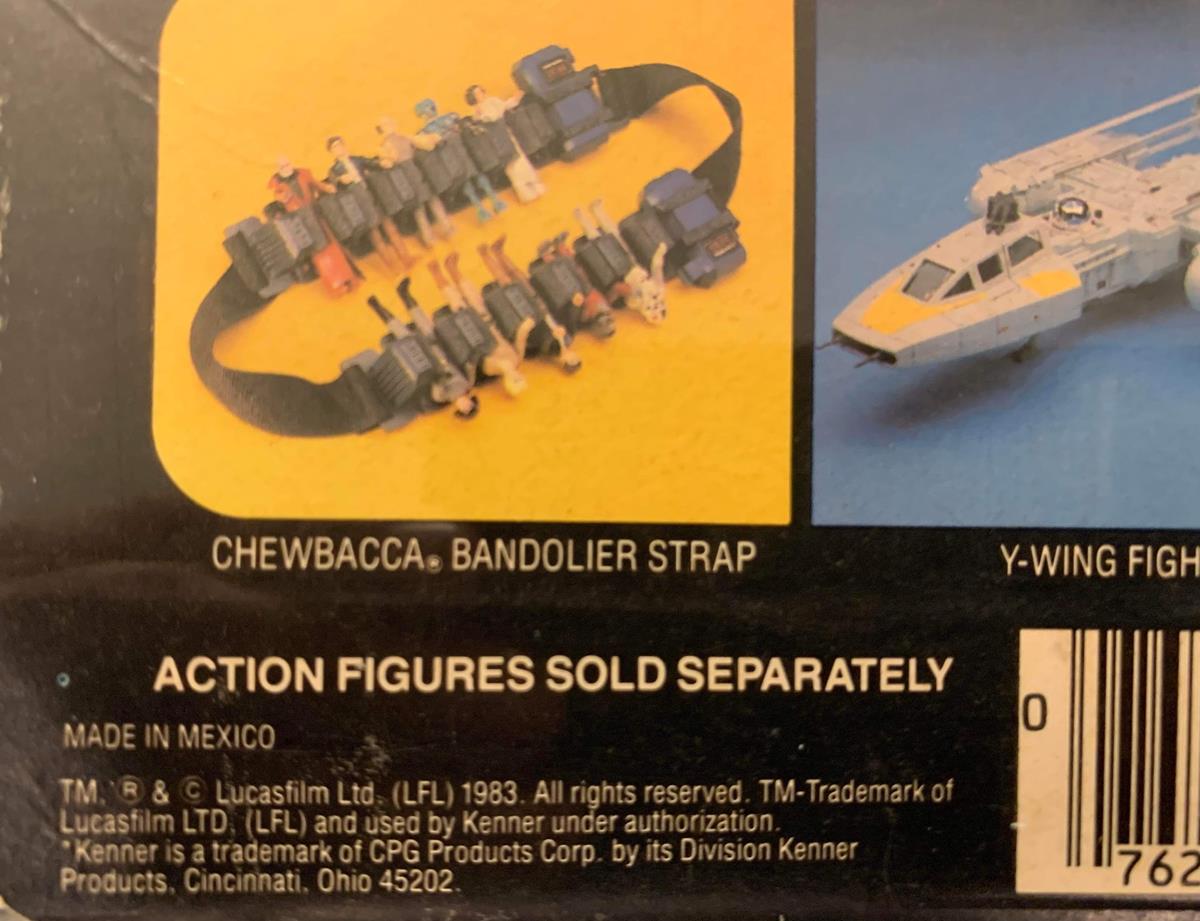 CHEWBACCA® BANDOLIER STRAP
Y-WING FIGH
ACTION FIGURES SOLD SEPARATELY
MADE IN MEXICO
TM, ® & © Lucasfilm Ltd. (LFL) 1983. All rights reserved. TM-Trademark of
Lucasfilm LTD. (LFL) and used by Kenner under authorization.
*Kenner is a trademark of CPG Products Corp. by its Division Kenner
Products, Cincinnati, Ohio 45202.
0
762